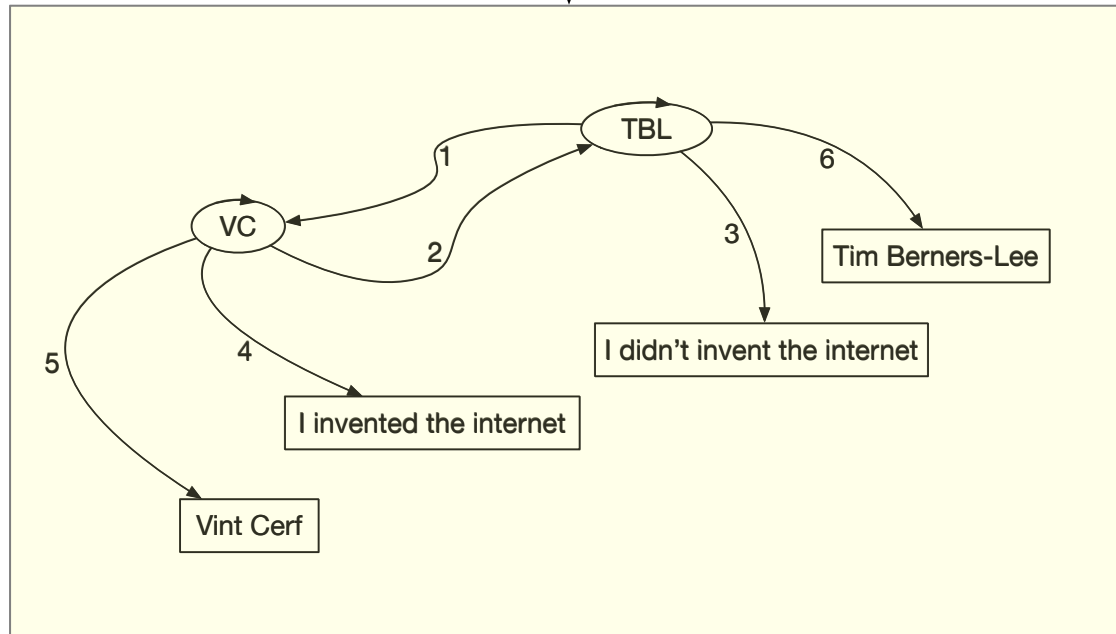 TBL
1
6
VC
2
3
Tim Berners-Lee
I didn't invent the internet
5
4
I invented the internet
Vint Cerf